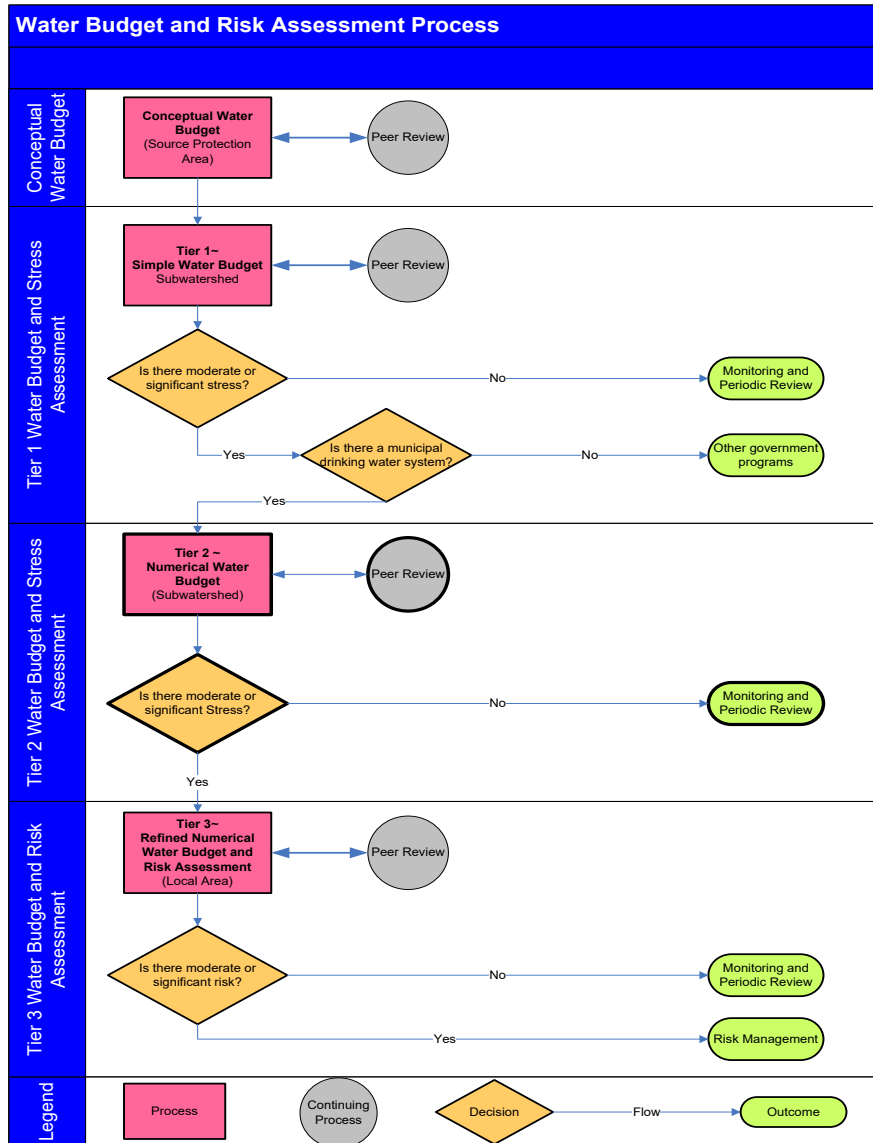 Water Budget and Risk Assessment Process
Conceptual
Water Budget
Conceptual Water
Budget
(Source Protection
Area)
Peer Review
Tier 1 Water Budget and Stress
Assessment
Tier 1~
Simple Water Budget
Subwatershed
Peer Review
Is there moderate or
significant stress?
No
Monitoring and
Periodic Review
Yes
Is there a municipal
drinking water system?
No
Other government
programs
Yes
Tier 2 Water Budget and Stress
Assessment
Tier 2 ~
Numerical Water
Budget
(Subwatershed)
Peer Review
Is there moderate or
significant Stress?
No
Monitoring and
Periodic Review
Yes
Tier 3 Water Budget and Risk
Assessment
Tier 3~
Refined Numerical
Water Budget and
Risk Assessment
(Local Area)
Peer Review
Is there moderate or
significant risk?
No
Monitoring and
Periodic Review
Yes
Risk Management
Legend
Process
Continuing
Process
Decision
Flow
Outcome